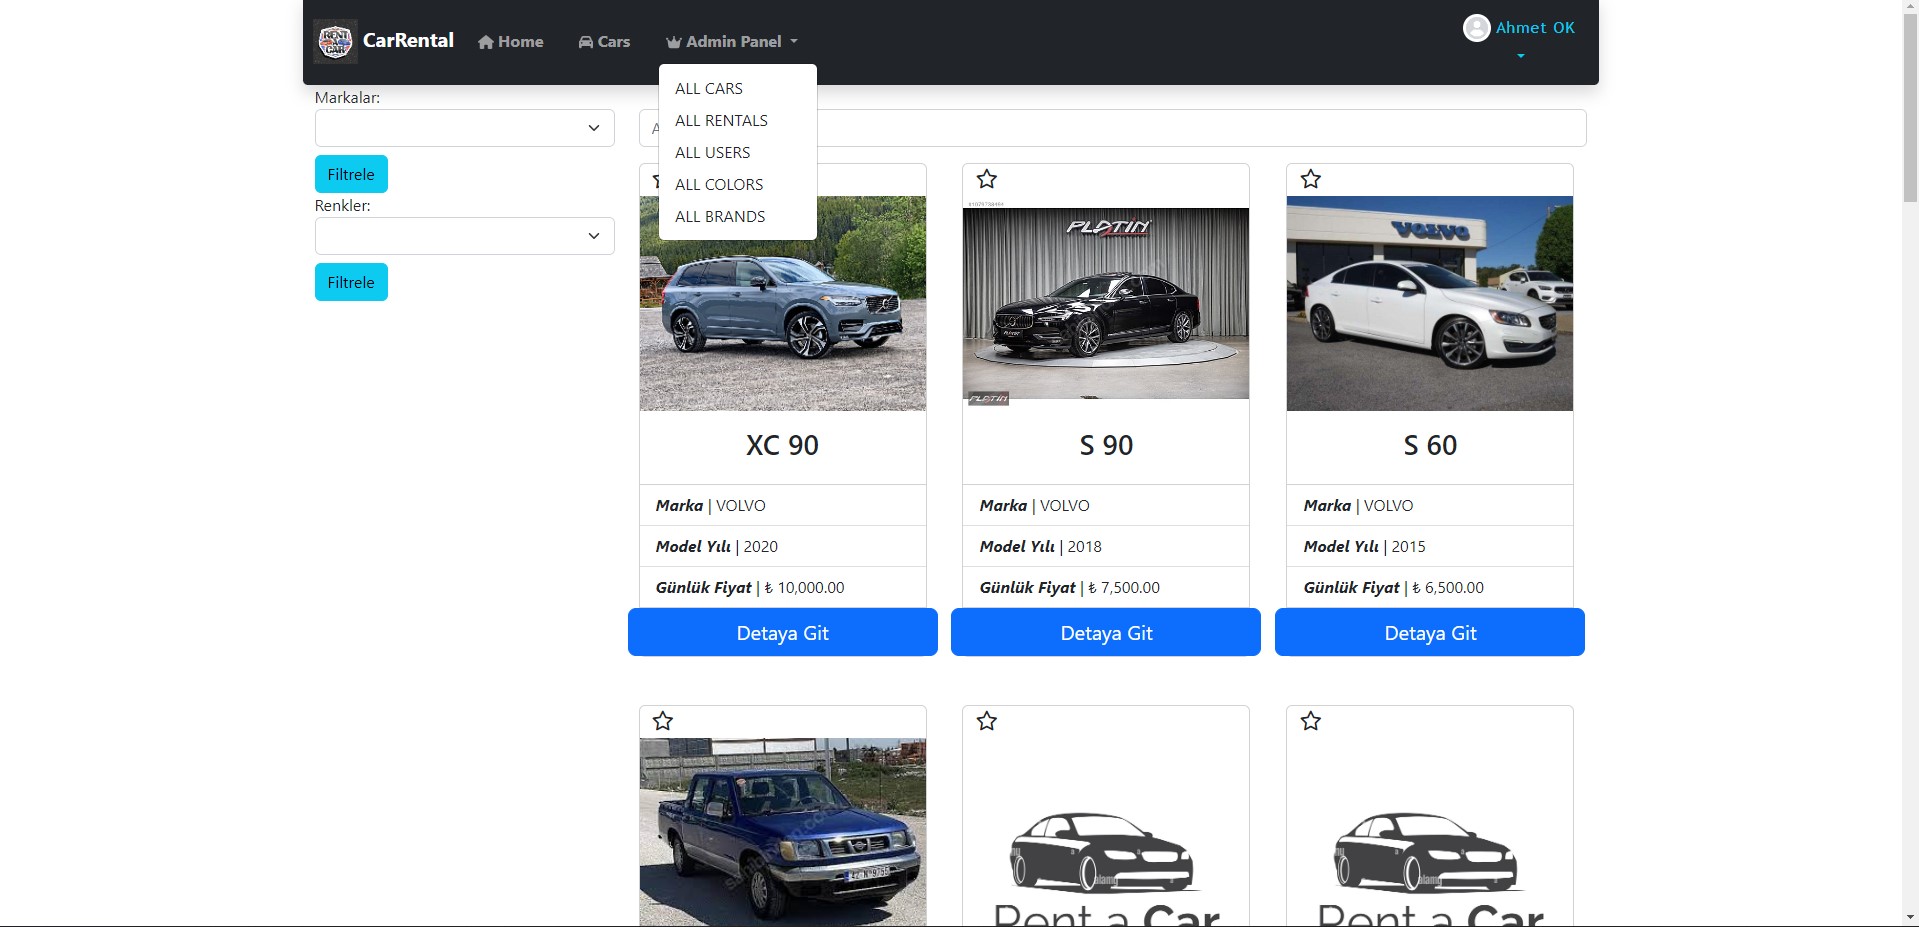 RENT
A
CAR
CarRental
Home
Cars
Admin Panel
Ahmet OK
ALL CARS
ALL RENTALS
ALL USERS
ALL COLORS
ALL BRANDS
Markalar:
Filtrele
Renkler:
Filtrele
PLATIN
VOLVO
PLATIN
XC 90
S 90
S 60
Marka | VOLVO
Marka | VOLVO
Marka | VOLVO
Model Yılı | 2020
Model Yılı | 2018
Model Yılı | 2015
Günlük Fiyat | ₺ 10,000.00
Günlük Fiyat | ₺ 7,500.00
Günlük Fiyat | ₺ 6,500.00
Detaya Git
Detaya Git
Detaya Git
alamy
alamy
Rent a Car
Rent a Car